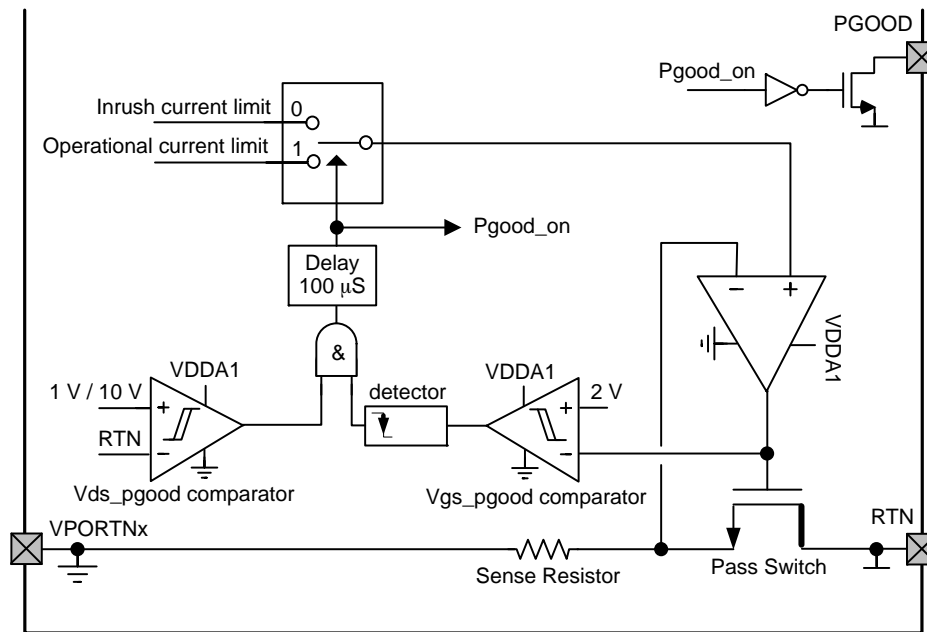 PGOOD
Pgood_on
Inrush current limit
0
Operational current limit
1
Pgood_on
Delay
100 μS
&
− +
VDDA1
VDDA1
1 V / 10 V
+
RTN
−
Vds_pgood comparator
detector
VDDA1
+
2 V
−
Vgs_pgood comparator
VPORTNx
Sense Resistor
Pass Switch
RTN